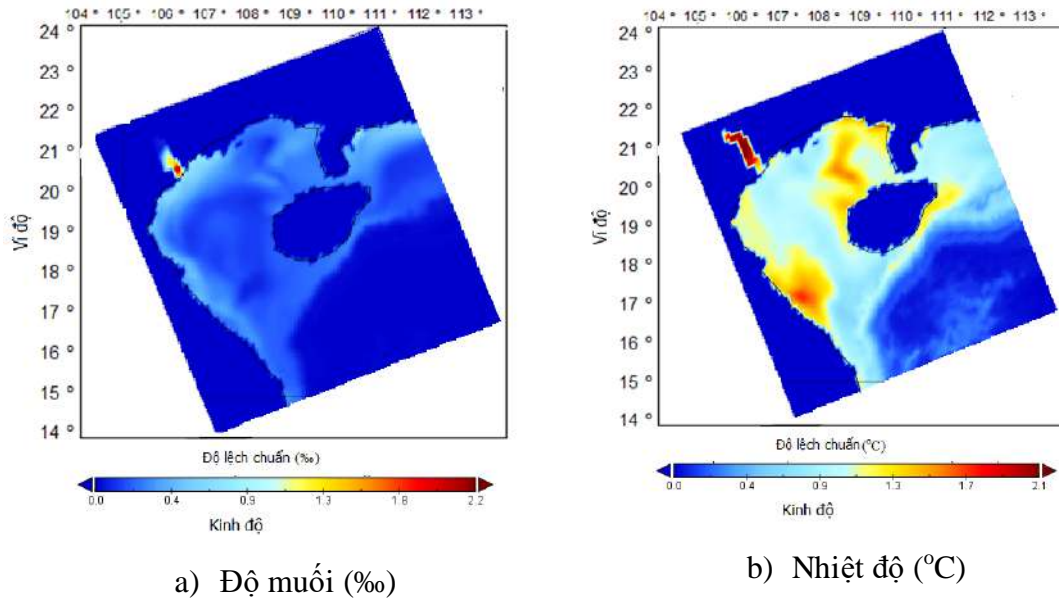 104 ° 105 ° 106 ° 107 ° 108 ° 109 ° 110 ° 111 ° 112 ° 113 °
24 °
23 °
22 °
21 °
20 °
19 °
18 °
17 °
16 °
15 °
14 °
Vĩ độ
Độ lệch chuẩn (‰)
0.0 0.4 0.9 1.3 1.8 2.2
Kinh độ
a) Độ muối (‰)
104 ° 105 ° 106 ° 107 ° 108 ° 109 ° 110 ° 111 ° 112 ° 113 °
24 °
23 °
22 °
21 °
20 °
19 °
18 °
17 °
16 °
15 °
14 °
Vĩ độ
Độ lệch chuẩn (°C)
0.0 0.4 0.9 1.3 1.7 2.1
Kinh độ
b) Nhiệt độ (°C)